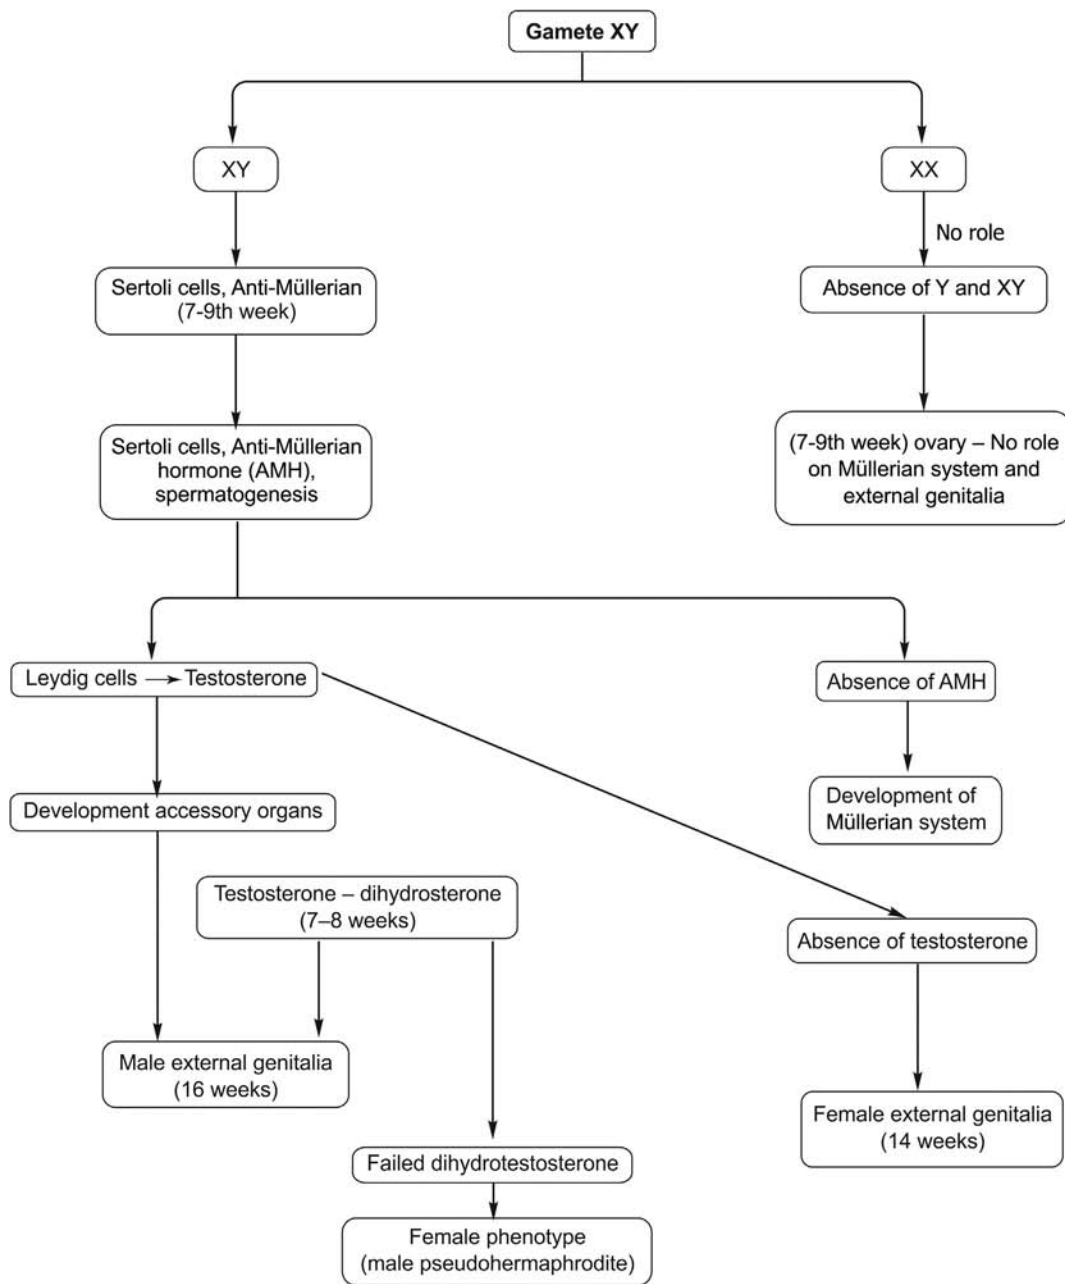 Gamete XY
XY
XX
No role
Sertoli cells, Anti-Müllerian
(7-9th week)
Absence of Y and XY
Sertoli cells, Anti-Müllerian
hormone (AMH),
spermatogenesis
(7-9th week) ovary – No role
on Müllerian system and
external genitalia
Leydig cells → Testosterone
Absence of AMH
Development accessory organs
Development of
Müllerian system
Testosterone – dihydrosterone
(7–8 weeks)
Absence of testosterone
Male external genitalia
(16 weeks)
Female external genitalia
(14 weeks)
Failed dihydrotestosterone
Female phenotype
(male pseudohermaphrodite)